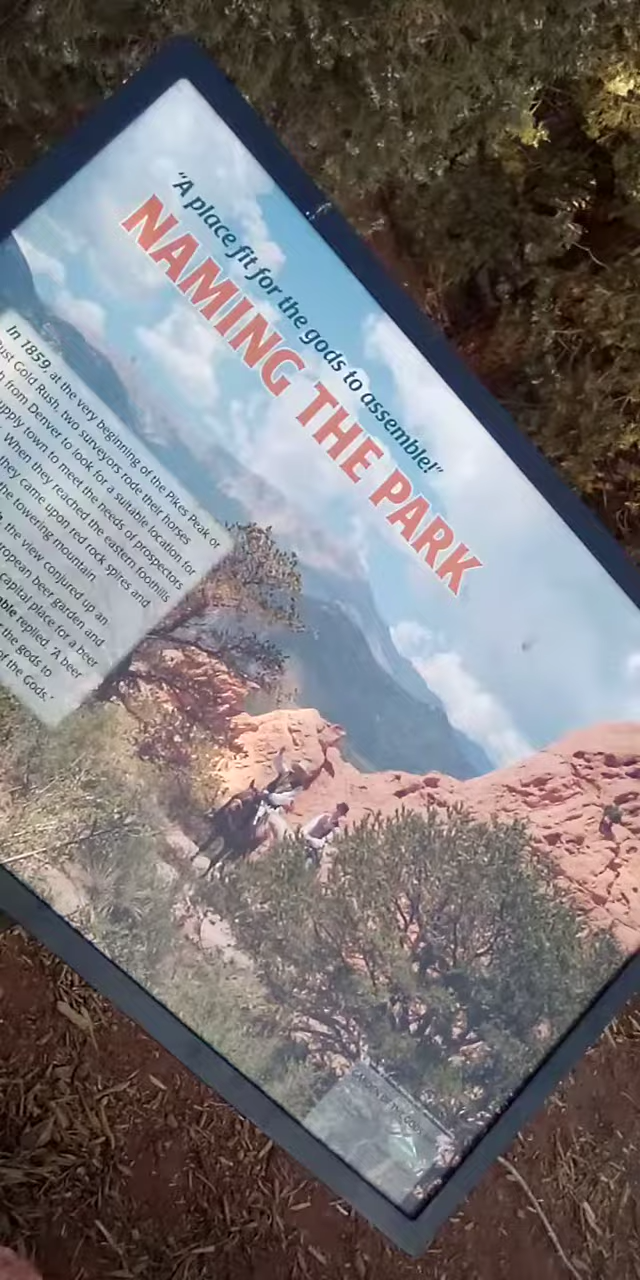 "A place fit for the gods to assemble!"
NAMING THE PARK
In 1859, at the very beginning of the Pikes Peak or
Bust Gold Rush, two surveyors rode their horses
from Denver to look for a suitable location for
supply town to meet the needs of prospectors.
When they reached the eastern foothills
they came upon red rock spires and
the towering mountain.
the view conjured up an
European beer garden and
capital place for a beer
replied, "A beer
the gods to
of the Gods."